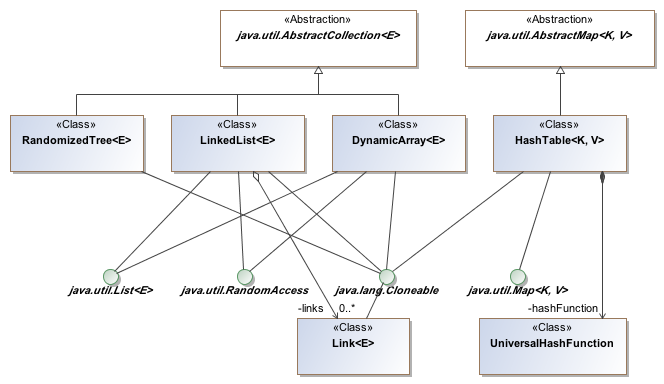 «Abstraction»
java.util.AbstractCollection<E>
«Abstraction»
java.util.AbstractMap<K, V>
«Class»
RandomizedTree<E>
«Class»
LinkedList<E>
«Class»
DynamicArray<E>
«Class»
HashTable<K, V>
java.util.List<E>
java.util.RandomAccess
java.lang.Cloneable
java.util.Map<K, V>
-links
0..*
-hashFunction
«Class»
Link<E>
«Class»
UniversalHashFunction